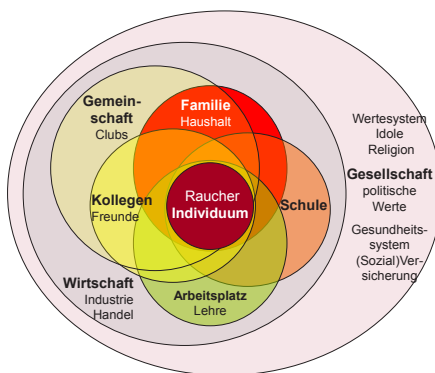 Gemein-
schaft
Clubs
Familie
Haushalt
Wertesystem
Idole
Religion
Gesellschaft
politische
Werte
Gesundheits-
system
(Sozial)Ver-
sicherung
Kollegen
Freunde
Raucher
Individuum
Schule
Wirtschaft
Industrie
Handel
Arbeitsplatz
Lehre